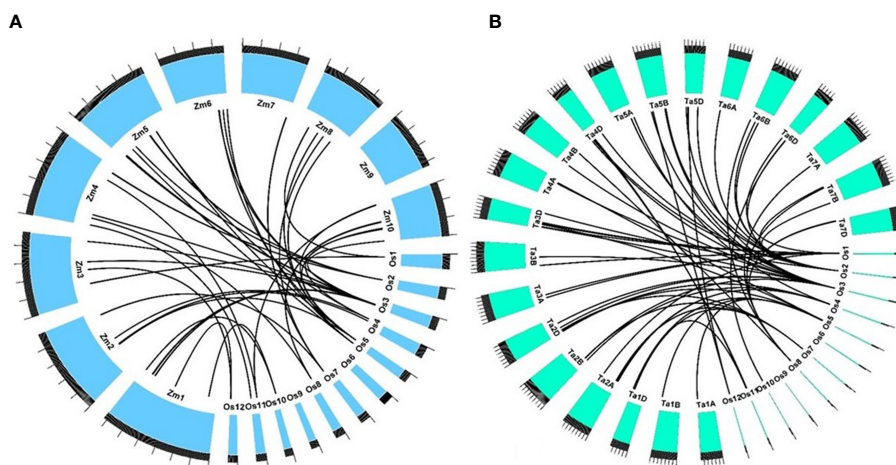 A
Zm1
Zm2
Zm3
Zm4
Zm5
Zm6
Zm7
Zm8
Zm9
Zm10
Os1
Os2
Os3
Os4
Os5
Os6
Os7
Os8
Os9
Os10
Os11
Os12
B
Ta1A
Ta1B
Ta1D
Ta2A
Ta2B
Ta2D
Ta3A
Ta3B
Ta3D
Ta4A
Ta4B
Ta4D
Ta5A
Ta5B
Ta5D
Ta6A
Ta6B
Ta6D
Ta7A
Ta7B
Ta7D
Os1
Os2
Os3
Os4
Os5
Os6
Os7
Os8
Os9
Os10
Os11
Os12